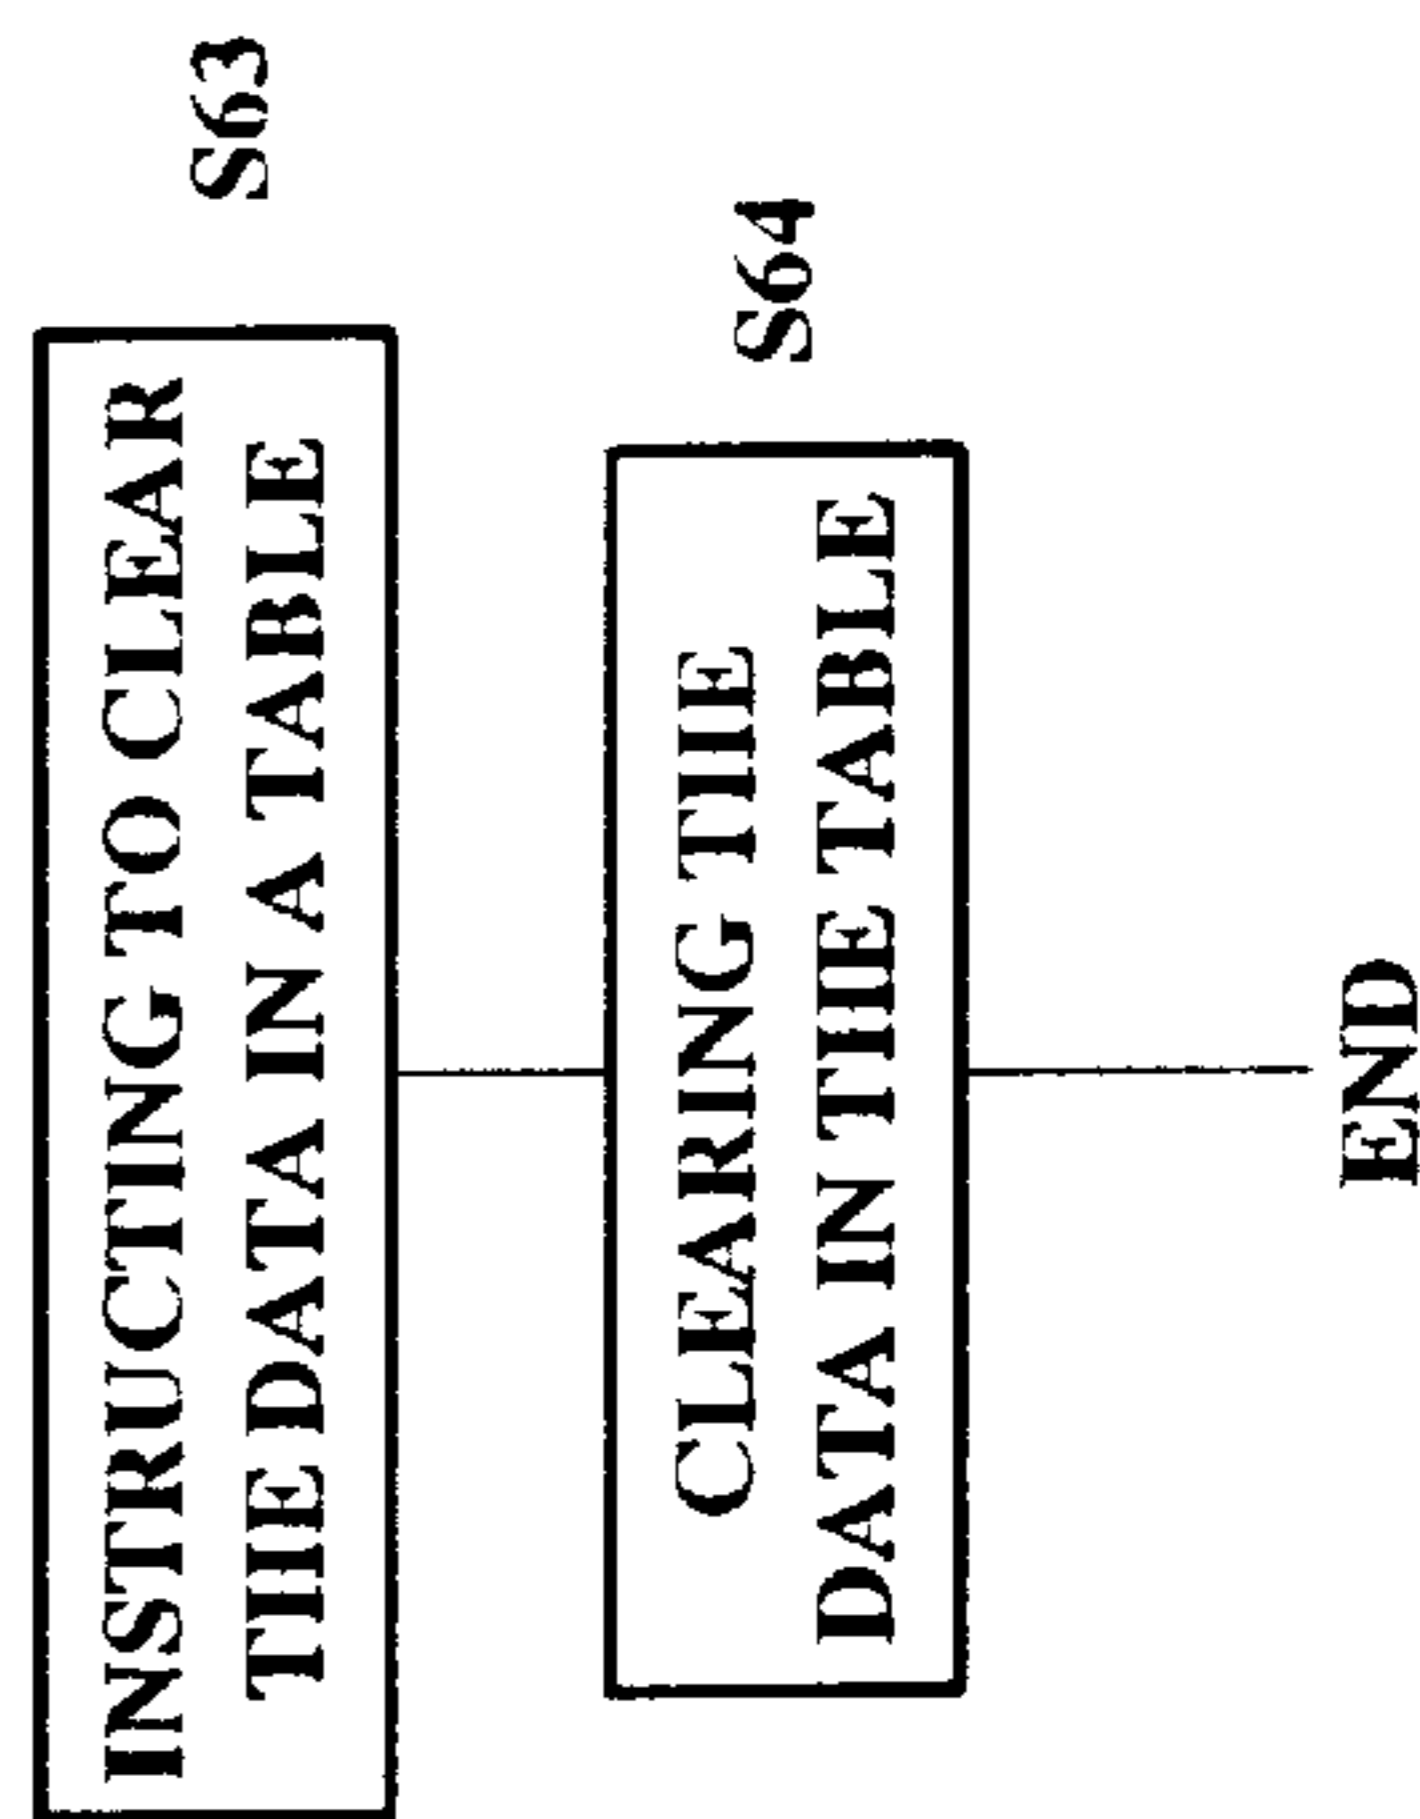 INSTRUCTING TO CLEAR
THE DATA IN A TABLE
S63
CLEARING THE
DATA IN THE TABLE
S64
END